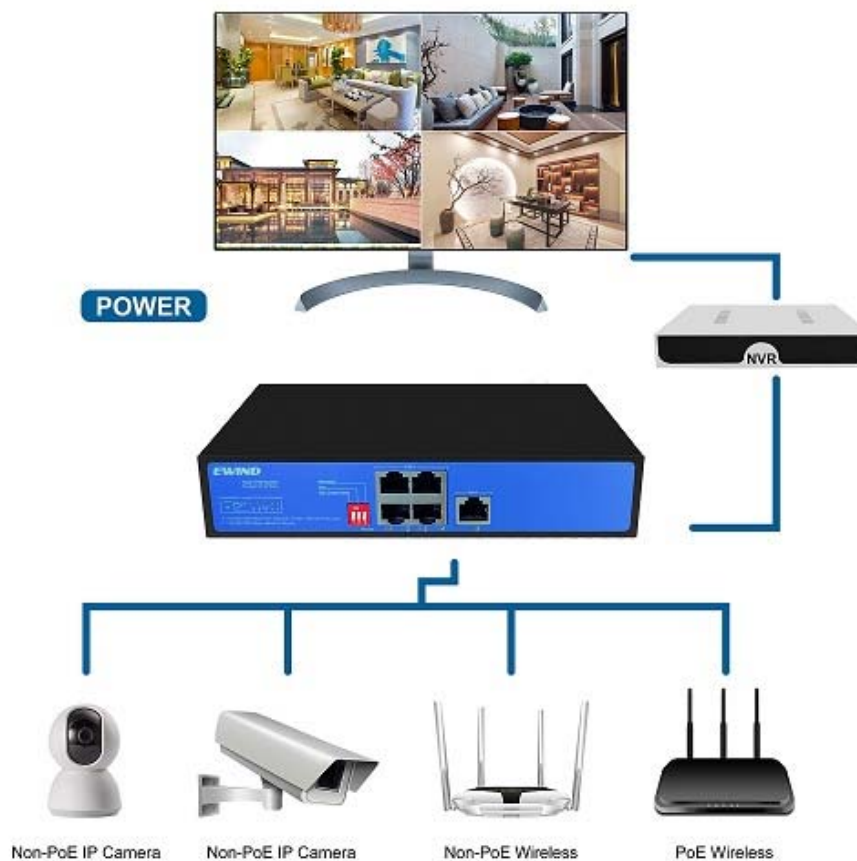 POWER
NVR
EWIND
Non-PoE IP Camera
Non-PoE IP Camera
Non-PoE Wireless
PoE Wireless